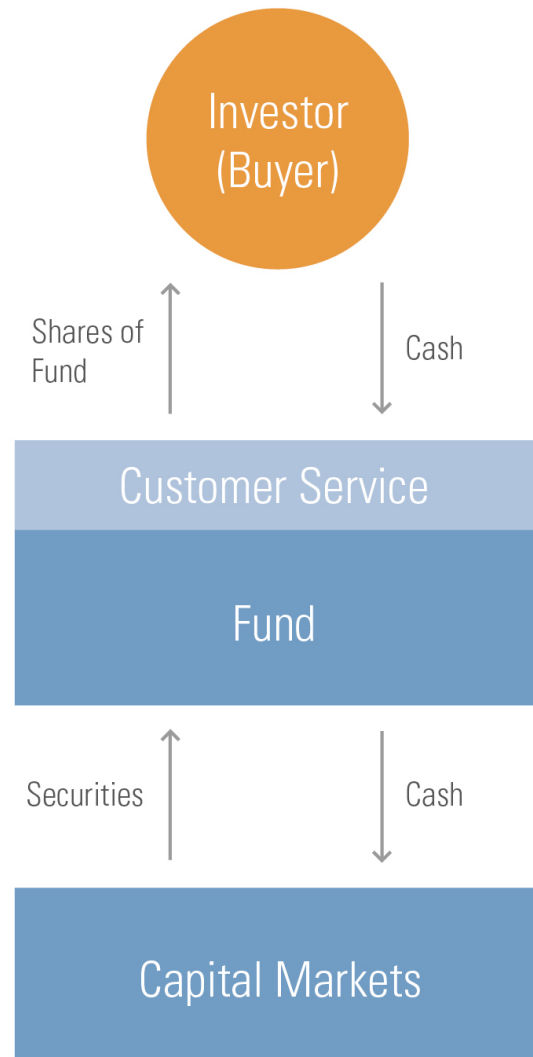 Investor
(Buyer)
Shares of
Fund
Cash
Customer Service
Fund
Securities
Cash
Capital Markets